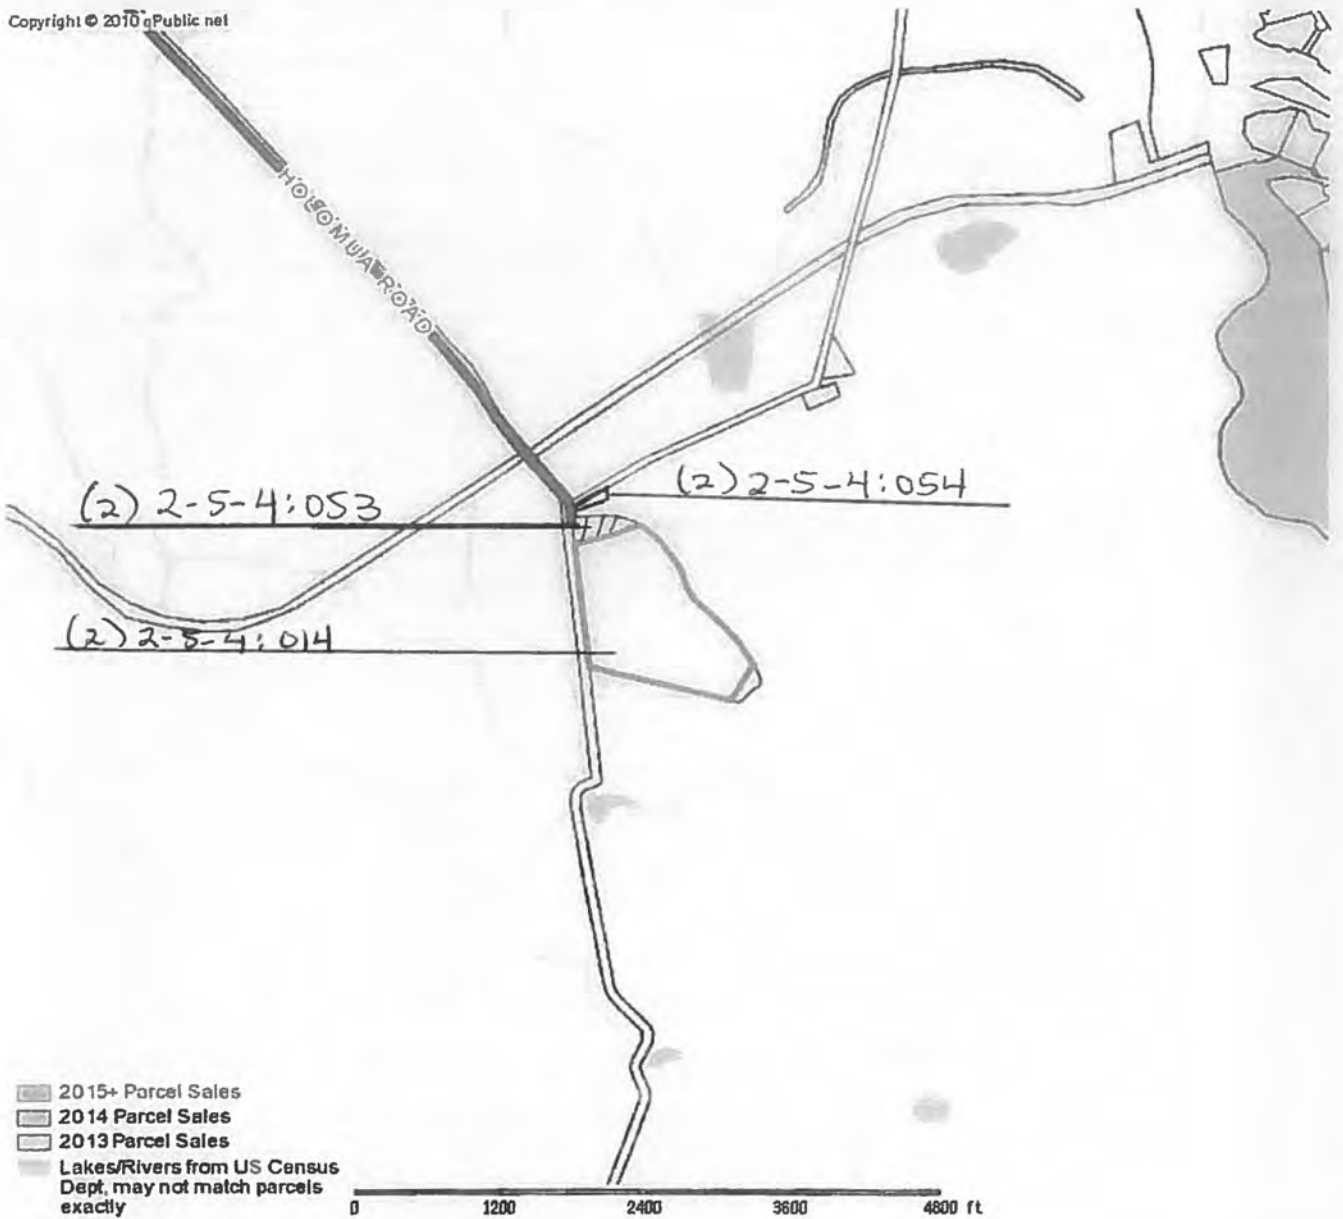 Copyright © 2010 qPublic net
HOLOMUA ROAD
(2) 2-5-4:054
(2) 2-5-4:053
(2) 2-5-4:014
2015+ Parcel Sales
2014 Parcel Sales
2013 Parcel Sales
Lakes/Rivers from US Census
Dept, may not match parcels
exactly
0 1200 2400 3600 4800 ft